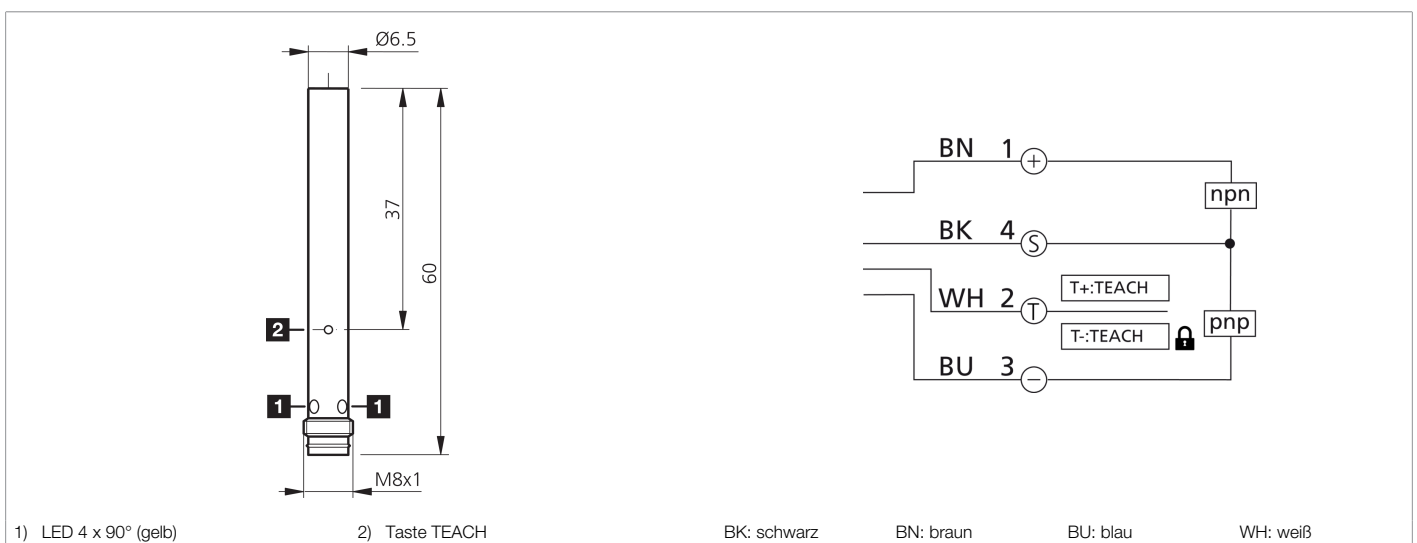 Ø6.5
37
60
2
1
1
M8x1
BN 1 +
npn
BK 4 S
T+:TEACH
WH 2 T
pnp
T-:TEACH
BU 3 −
1) LED 4 x 90° (gelb)
2) Taste TEACH
BK: schwarz
BN: braun
BU: blau
WH: weiß